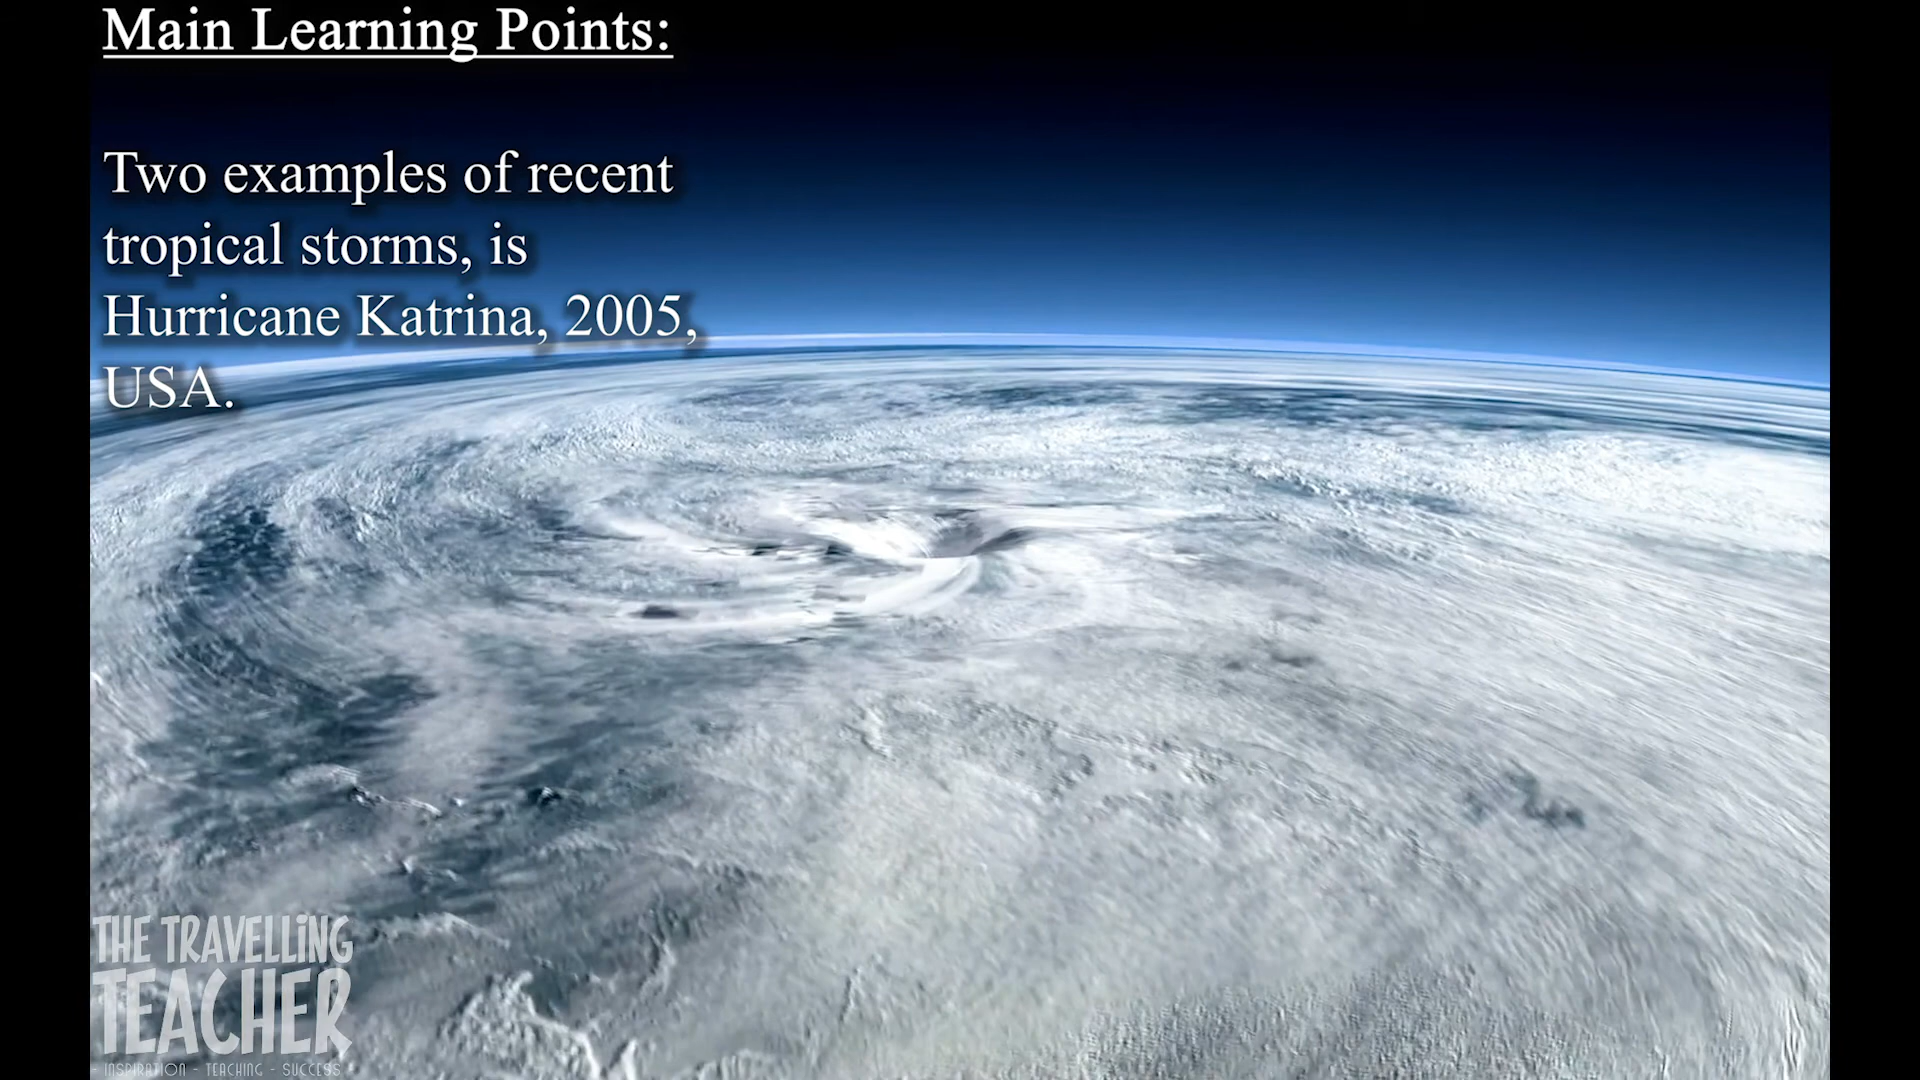 Main Learning Points:
Two examples of recent
tropical storms, is
Hurricane Katrina, 2005,
USA.
THE TRAVELLiNG
TEACHER
- INSPIRATION - TEACHING - SUCCESS